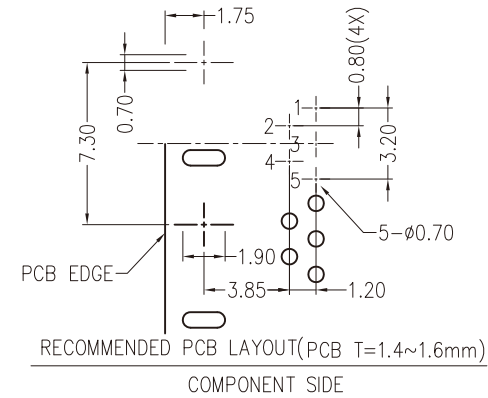 1.75
0.80(4X)
0.70
7.30
1
2
3
4
5
3.20
5-ø0.70
PCB EDGE
1.90
3.85
1.20
RECOMMENDED PCB LAYOUT(PCB T=1.4~1.6mm)
COMPONENT SIDE